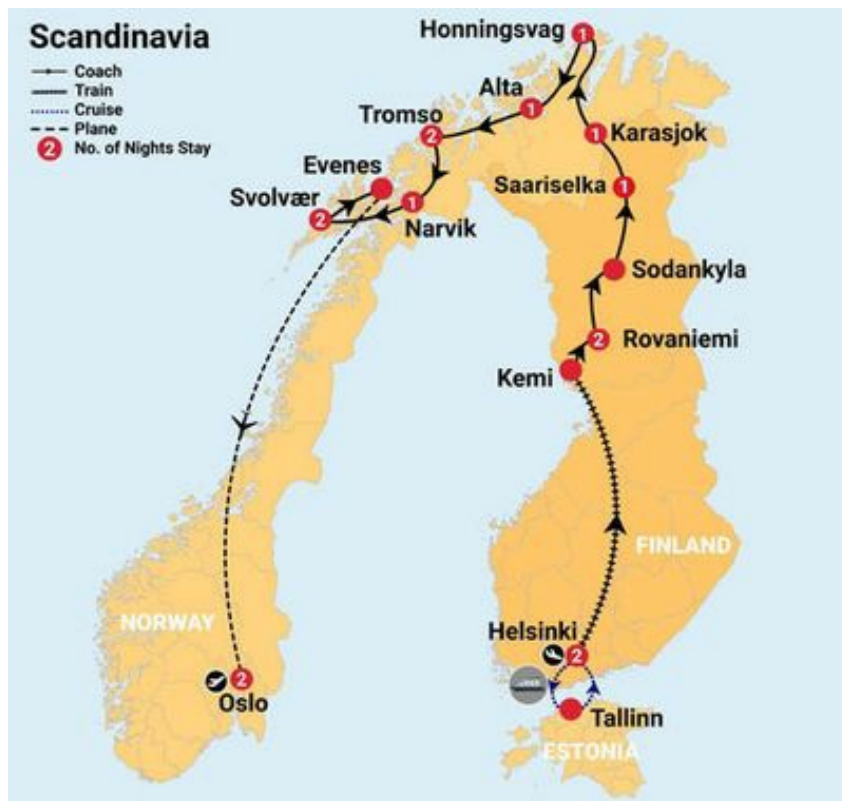 Scandinavia
Coach
Train
Cruise
Plane
2 No. of Nights Stay
Honningsvag 1
Alta 1
Tromso 2
Karasjok 1
Evenes
Saariselka 1
Svolvær 2
Narvik 1
Sodankyla
Rovaniemi 2
Kemi
FINLAND
NORWAY
Helsinki 2
Oslo 2
Tallinn
ESTONIA